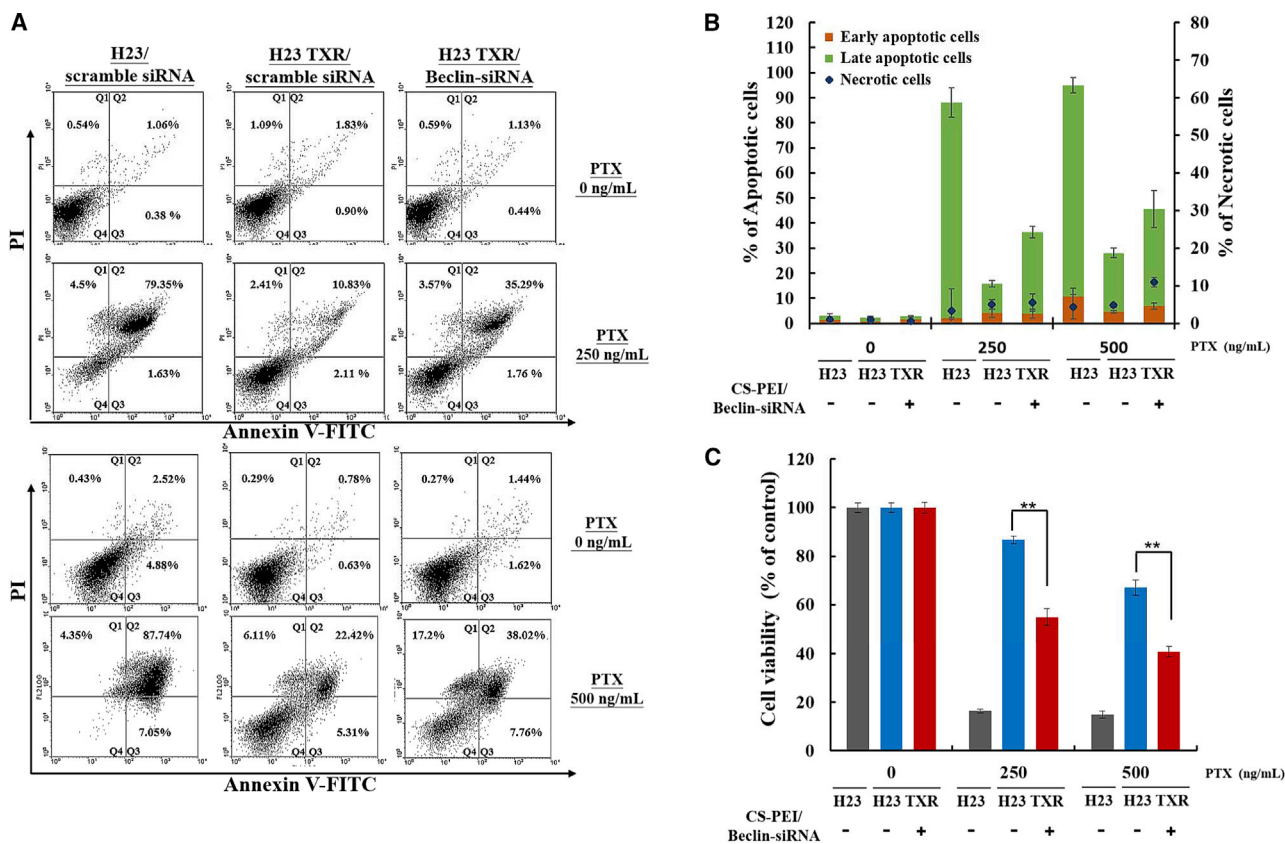 A
H23/
scramble siRNA
H23 TXR/
scramble siRNA
H23 TXR/
Beclin-siRNA
Q1 Q2
0.54% 1.06%
0.38 %
Q4 Q3
Q1 Q2
1.09% 1.83%
0.90%
Q4 Q3
Q1 Q2
0.59% 1.13%
0.44%
Q4 Q3
PTX
0 ng/mL
PI
Q1 Q2
4.5% 79.35%
1.63%
Q4 Q3
Q1 Q2
2.41% 10.83%
2.11 %
Q4 Q3
Q1 Q2
3.57% 35.29%
1.76 %
Q4 Q3
PTX
250 ng/mL
Annexin V-FITC
Q1 Q2
0.43% 2.52%
4.88%
Q4 Q3
Q1 Q2
0.29% 0.78%
0.63%
Q4 Q3
Q1 Q2
0.27% 1.44%
1.62%
Q4 Q3
PTX
0 ng/mL
PI
Q1 Q2
4.35% 87.74%
7.05%
Q4 Q3
Q1 Q2
6.11% 22.42%
5.31%
Q4 Q3
Q1 Q2
17.2% 38.02%
7.76%
Q4 Q3
PTX
500 ng/mL
Annexin V-FITC
B
% of Apoptotic cells
120
110
100
90
80
70
60
50
40
30
20
10
0
Early apoptotic cells
Late apoptotic cells
Necrotic cells
80
70
60
50
40
30
20
10
0
% of Necrotic cells
0 250 500 PTX (ng/mL)
H23 H23 TXR H23 H23 TXR H23 H23 TXR
CS-PEI/
Beclin-siRNA
- - + - - + - - +
C
Cell viability (% of control)
120
100
80
60
40
20
0
**
**
0 250 500 PTX (ng/mL)
H23 H23 TXR H23 H23 TXR H23 H23 TXR
CS-PEI/
Beclin-siRNA
- - + - - + - - +